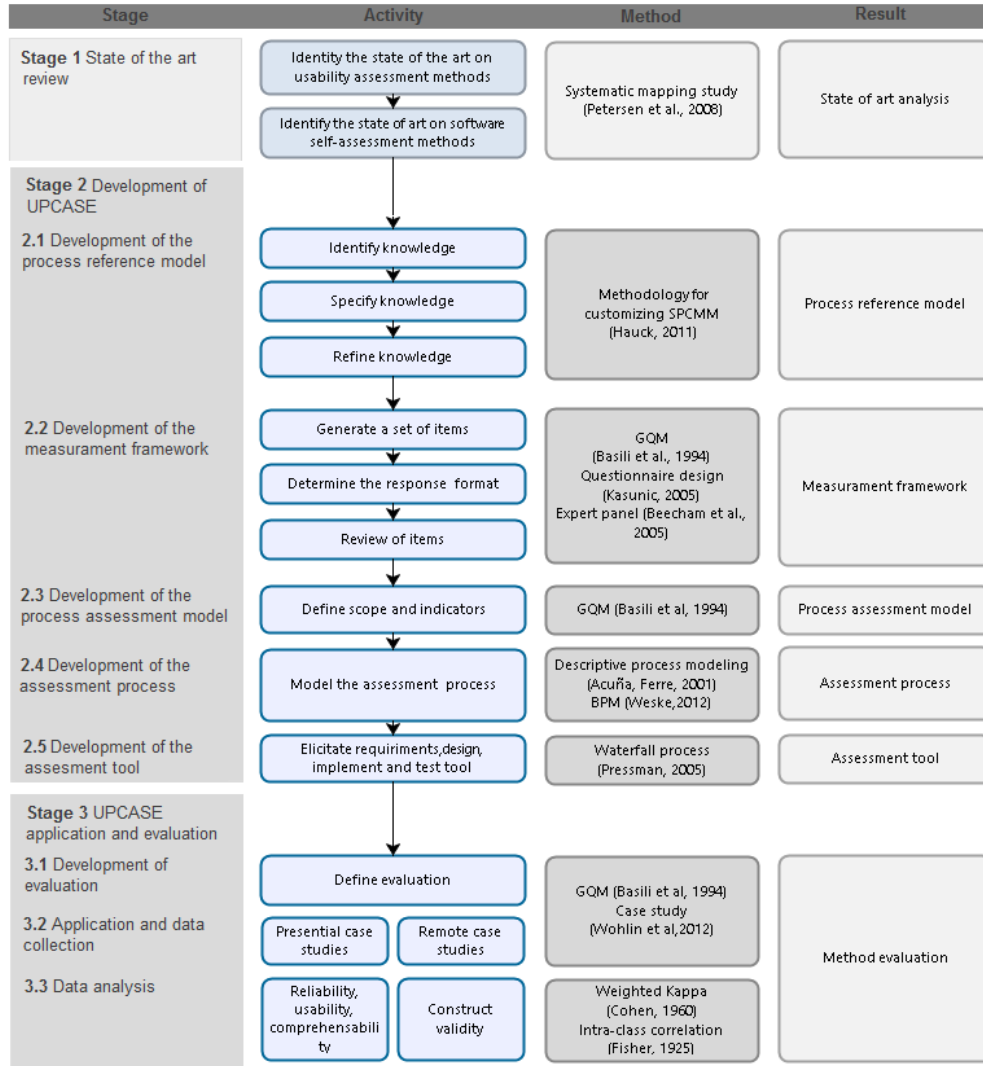 Stage Activity Method Result
Stage 1 State of the art
review
Identity the state of the art on
usability assessment methods
Identify the state of art on software
self-assessment methods
Systematic mapping study
(Petersen et al., 2008)
State of art analysis
Stage 2 Development of
UPCASE
2.1 Development of the
process reference model
Identify knowledge
Specify knowledge
Refine knowledge
Methodology for
customizing SPCMM
(Hauck, 2011)
Process reference model
2.2 Development of the
measurament framework
Generate a set of items
Determine the response format
Review of items
GQM
(Basili et al., 1994)
Questionnaire design
(Kasunic, 2005)
Expert panel (Beecham et al.,
2005)
Measurament framework
2.3 Development of the
process assessment model
Define scope and indicators
GQM (Basili et al, 1994)
Process assessment model
2.4 Development of the
assessment process
Model the assessment process
Descriptive process modeling
(Acuña, Ferre, 2001)
BPM (Weske,2012)
Assessment process
2.5 Development of the
assesment tool
Elicitate requiriments,design,
implement and test tool
Waterfall process
(Pressman, 2005)
Assessment tool
Stage 3 UPCASE
application and evaluation
3.1 Development of
evaluation
Define evaluation
3.2 Application and data
collection
Presential case
studies
Remote case
studies
GQM (Basili et al, 1994)
Case study
(Wohlin et al,2012)
Method evaluation
3.3 Data analysis
Reliability,
usability,
comprehensabili
ty
Construct
validity
Weighted Kappa
(Cohen, 1960)
Intra-class correlation
(Fisher, 1925)